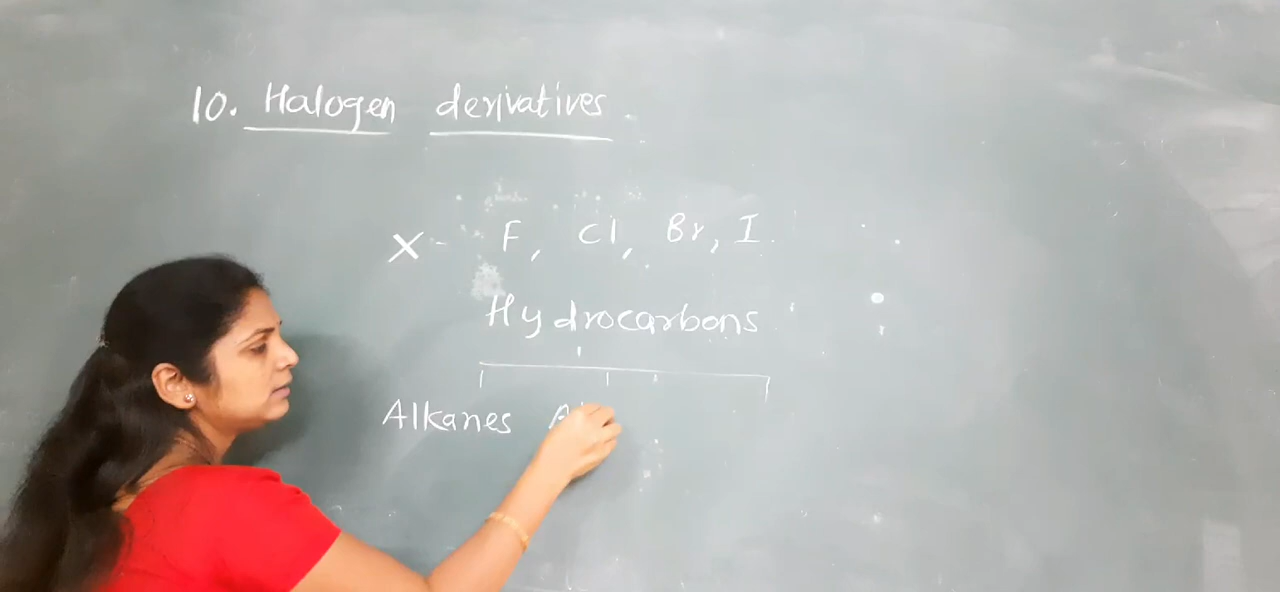 10. Halogen derivatives
X - F, Cl, Br, I.
Hydrocarbons
Alkanes